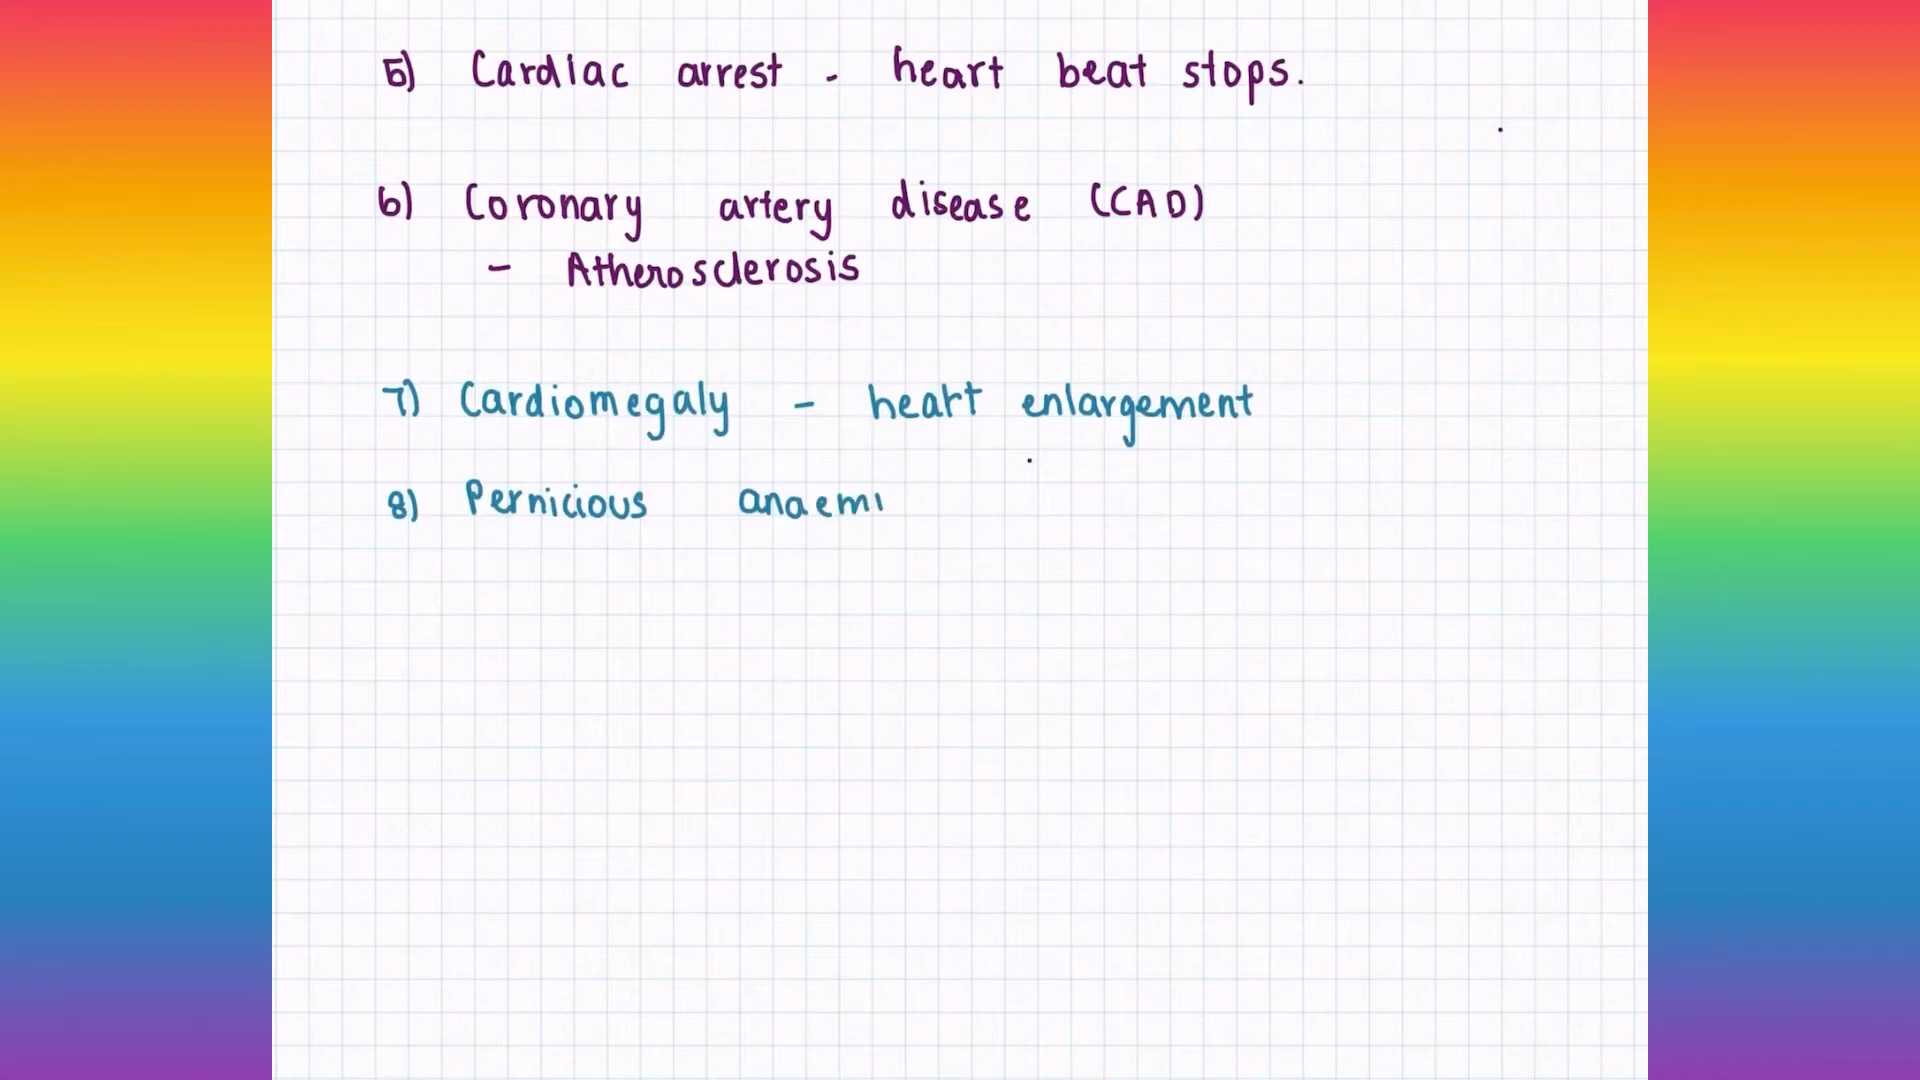 5) Cardiac arrest - heart beat stops.
6) Coronary artery disease (CAD)
- Atherosclerosis
7) Cardiomegaly - heart enlargement
8) Pernicious anaemi